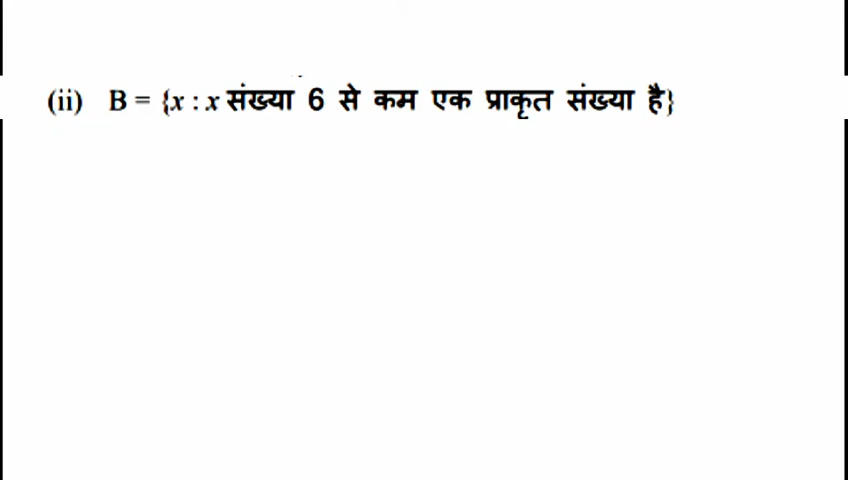 (ii) B = {x : x संख्या 6 से कम एक प्राकृत संख्या है}